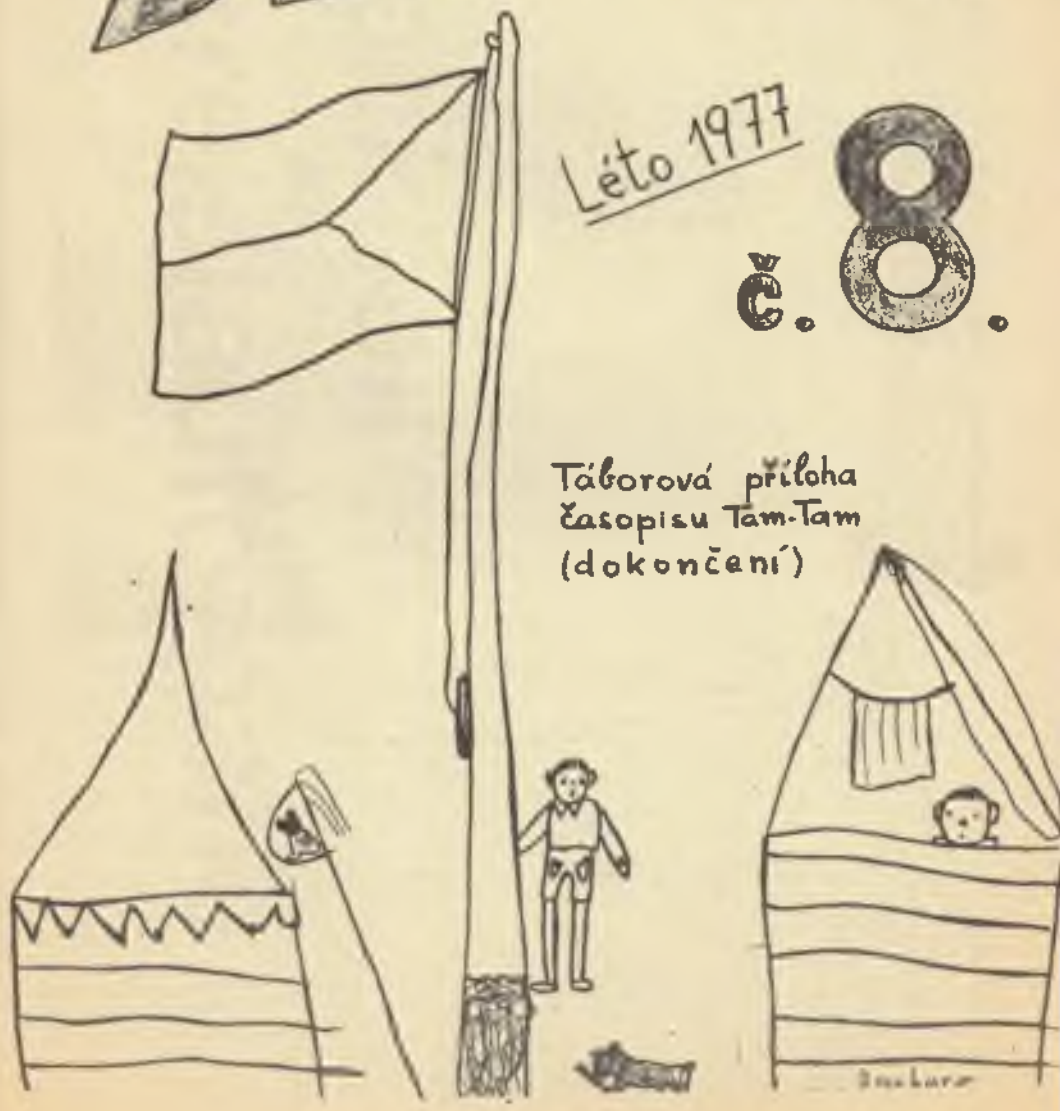 Léto 1977
č. 8.
Táborová příloha
časopisu Tam-Tam
(dokončení)